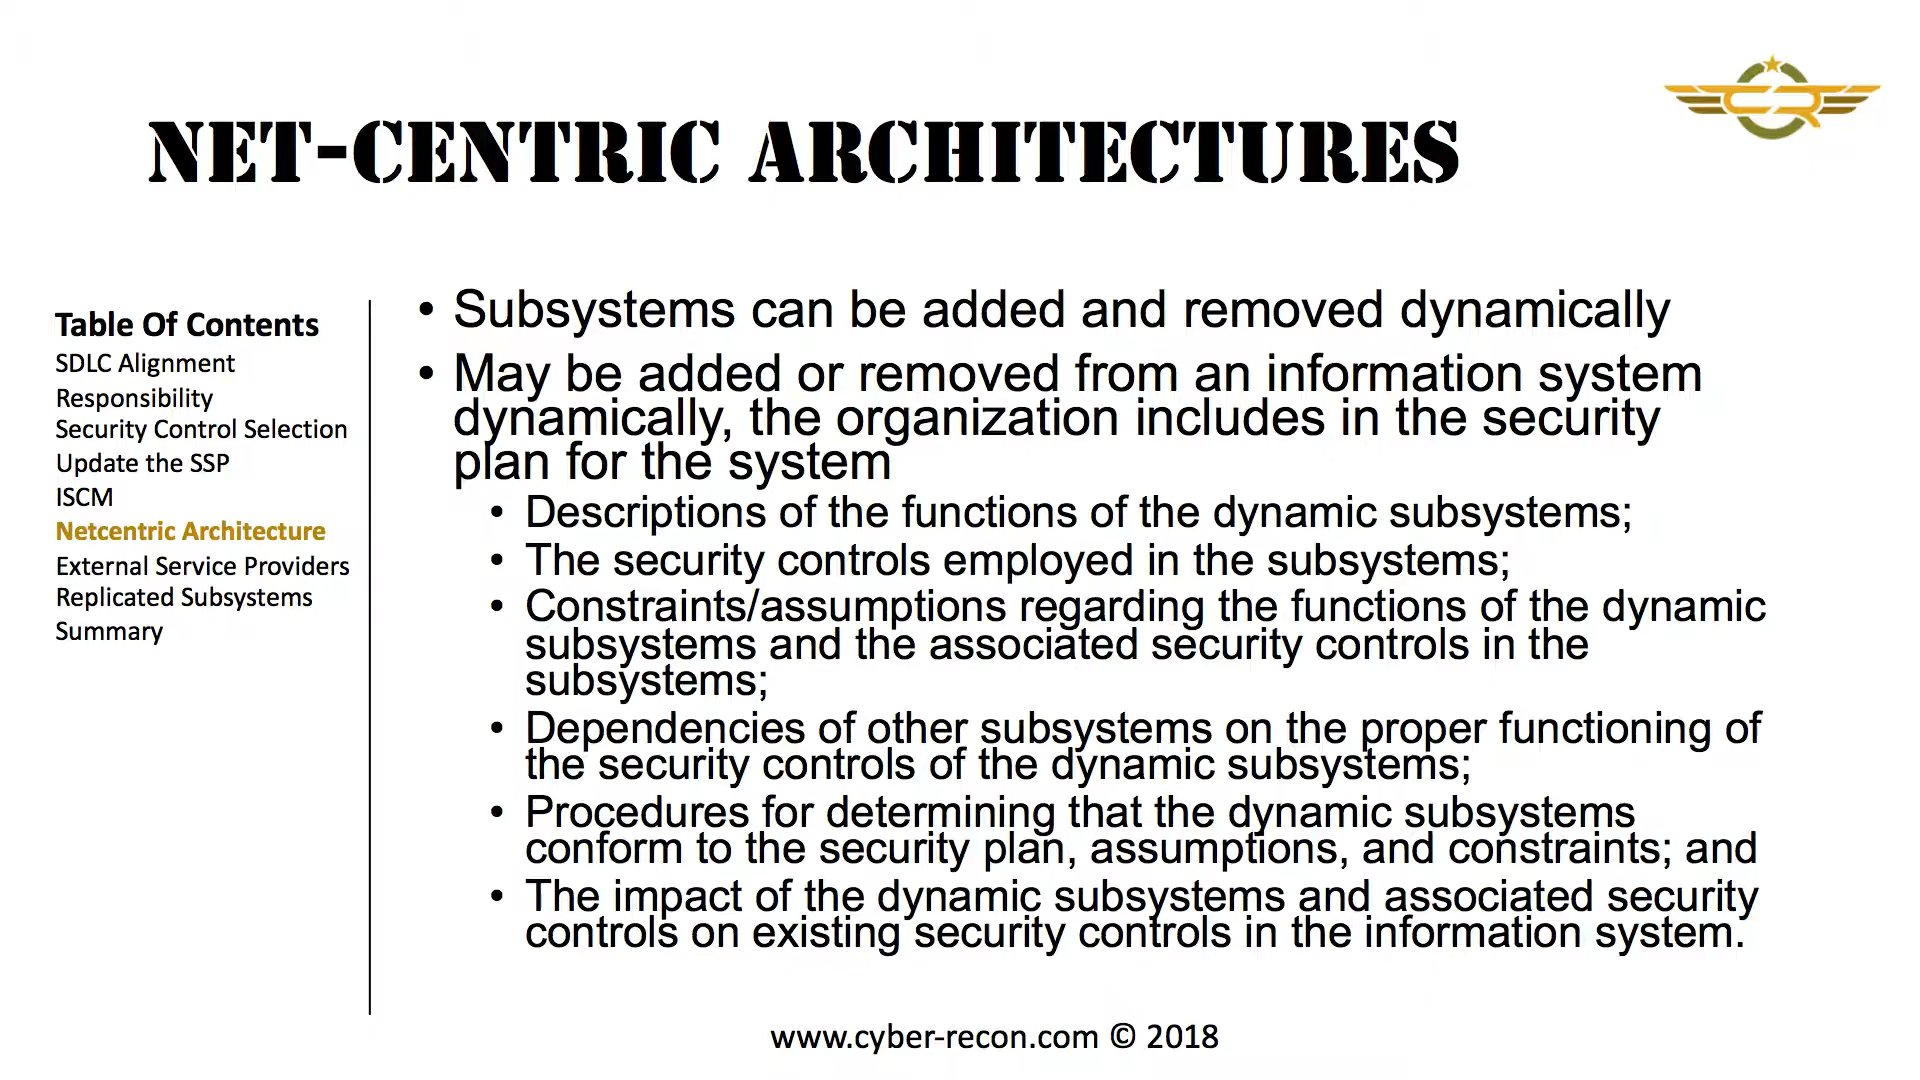 NET-CENTRIC ARCHITECTURES
CR
Table Of Contents
SDLC Alignment
Responsibility
Security Control Selection
Update the SSP
ISCM
Netcentric Architecture
External Service Providers
Replicated Subsystems
Summary
• Subsystems can be added and removed dynamically
• May be added or removed from an information system
dynamically, the organization includes in the security
plan for the system
• Descriptions of the functions of the dynamic subsystems;
• The security controls employed in the subsystems;
• Constraints/assumptions regarding the functions of the dynamic
subsystems and the associated security controls in the
subsystems;
• Dependencies of other subsystems on the proper functioning of
the security controls of the dynamic subsystems;
• Procedures for determining that the dynamic subsystems
conform to the security plan, assumptions, and constraints; and
• The impact of the dynamic subsystems and associated security
controls on existing security controls in the information system.
www.cyber-recon.com © 2018